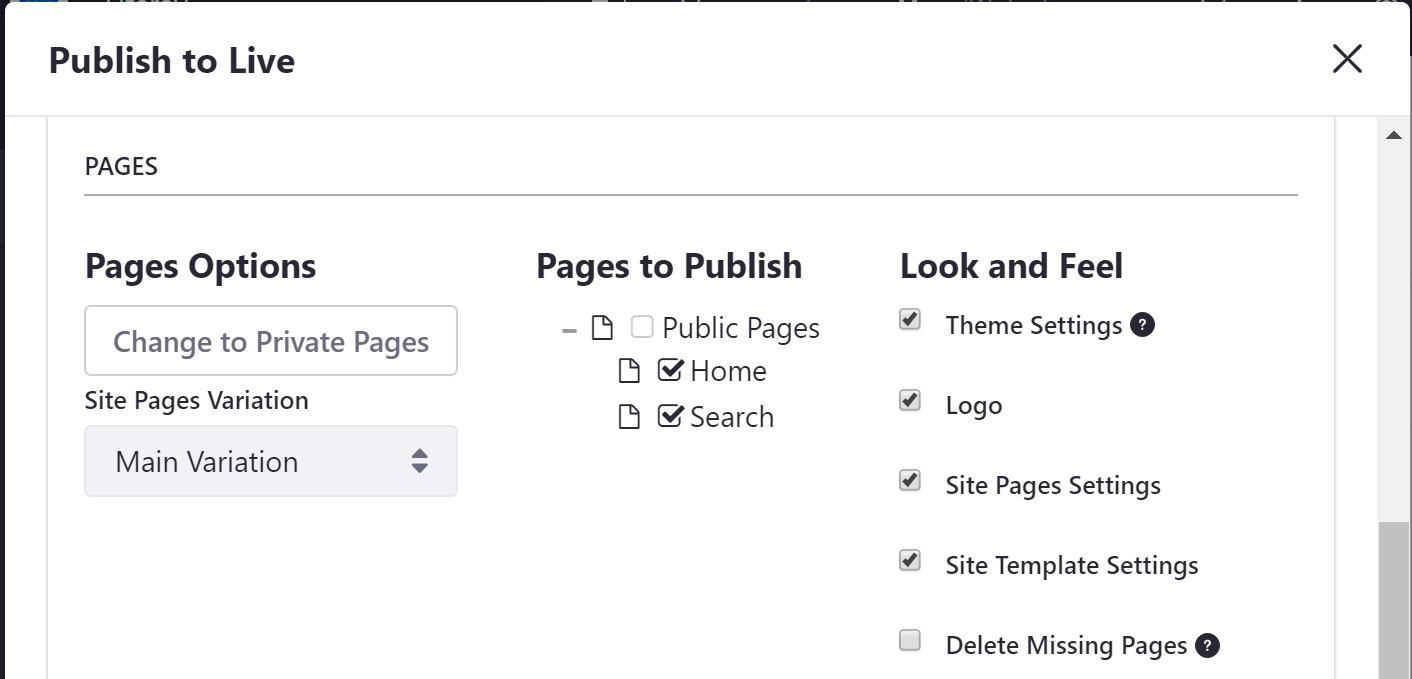 Publish to Live
PAGES
Pages Options
Change to Private Pages
Site Pages Variation
Main Variation
Pages to Publish
Public Pages
Home
Search
Look and Feel
Theme Settings ?
Logo
Site Pages Settings
Site Template Settings
Delete Missing Pages ?